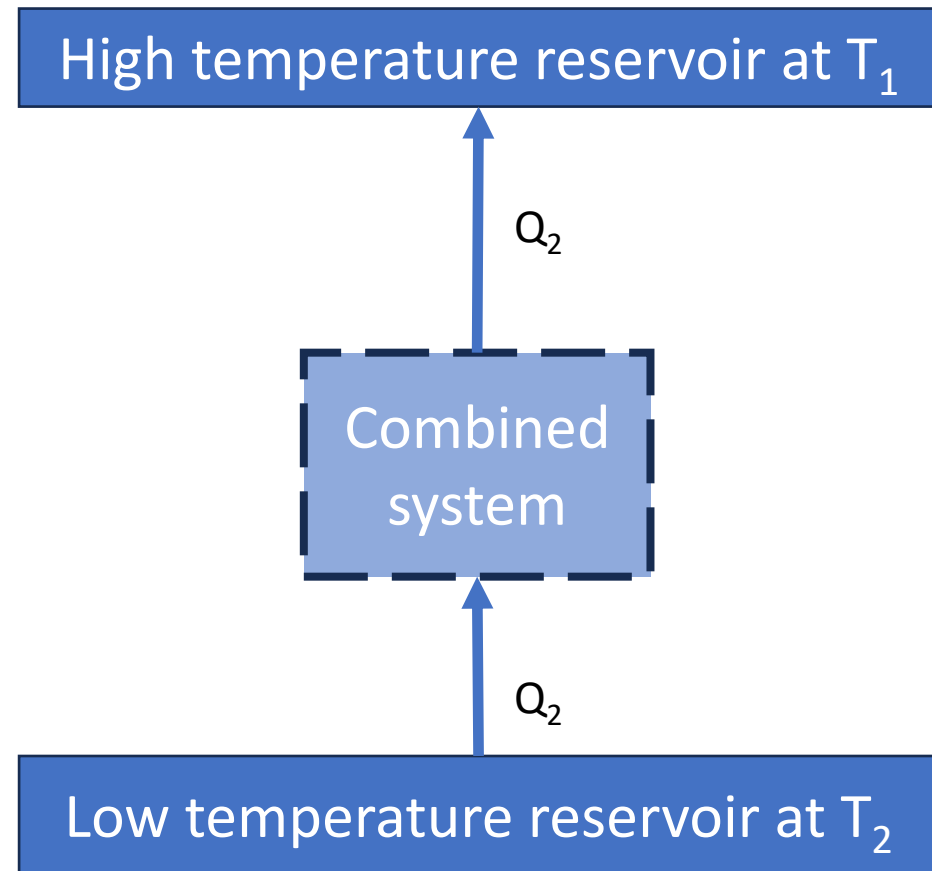 High temperature reservoir at T₁
Q₂
Combined
system
Q₂
Low temperature reservoir at T₂